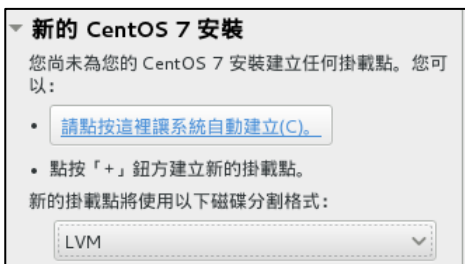 新的 CentOS 7 安裝
您尚未為您的 CentOS 7 安裝建立任何掛載點。您可
以：
• 請點按這裡讓系統自動建立(C)。
• 點按「+」鈕方建立新的掛載點。
新的掛載點將使用以下磁碟分割格式：
LVM